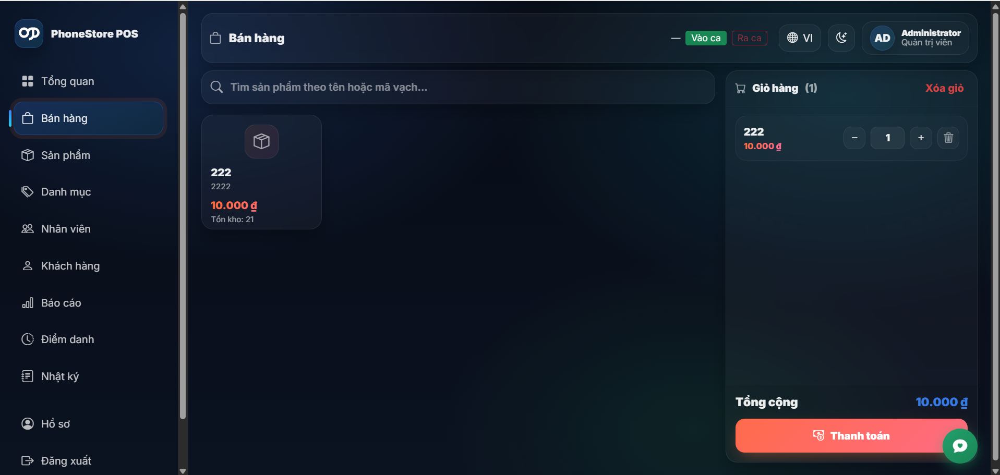 PhoneStore POS
Tổng quan
Bán hàng
Sản phẩm
Danh mục
Nhân viên
Khách hàng
Báo cáo
Điểm danh
Nhật ký
Hồ sơ
Đăng xuất
Bán hàng
— Vào ca Ra ca
VI
AD
Administrator
Quản trị viên
Tìm sản phẩm theo tên hoặc mã vạch...
222
2222
10.000 ₫
Tồn kho: 21
Giỏ hàng (1)
Xóa giỏ
222
10.000 ₫
− 1 +
Tổng cộng
10.000 ₫
Thanh toán